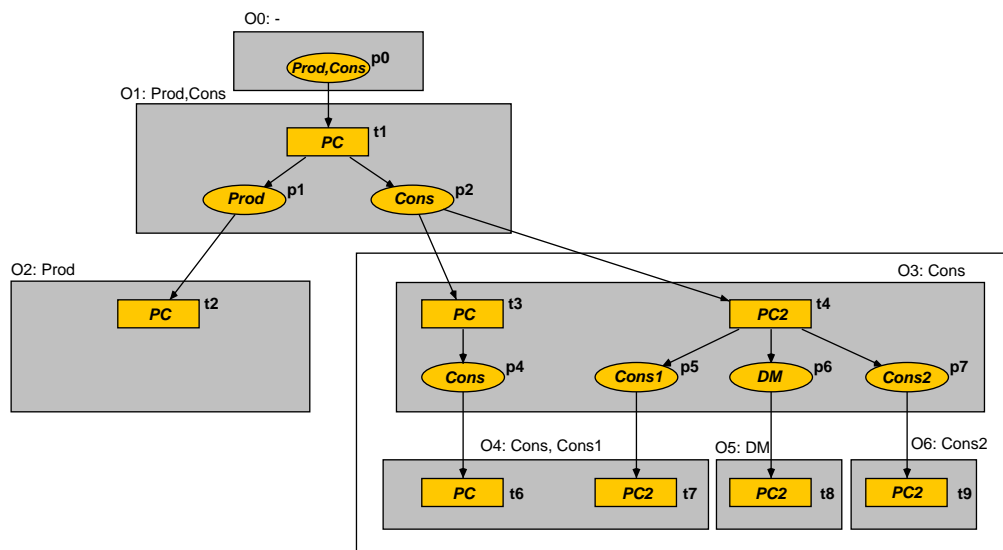 O0: -
Prod,Cons p0
O1: Prod,Cons
PC t1
Prod p1 Cons p2
O2: Prod
O3: Cons
PC t2 PC t3 PC2 t4
Cons p4 Cons1 p5 DM p6 Cons2 p7
O4: Cons, Cons1 O5: DM O6: Cons2
PC t6 PC2 t7 PC2 t8 PC2 t9